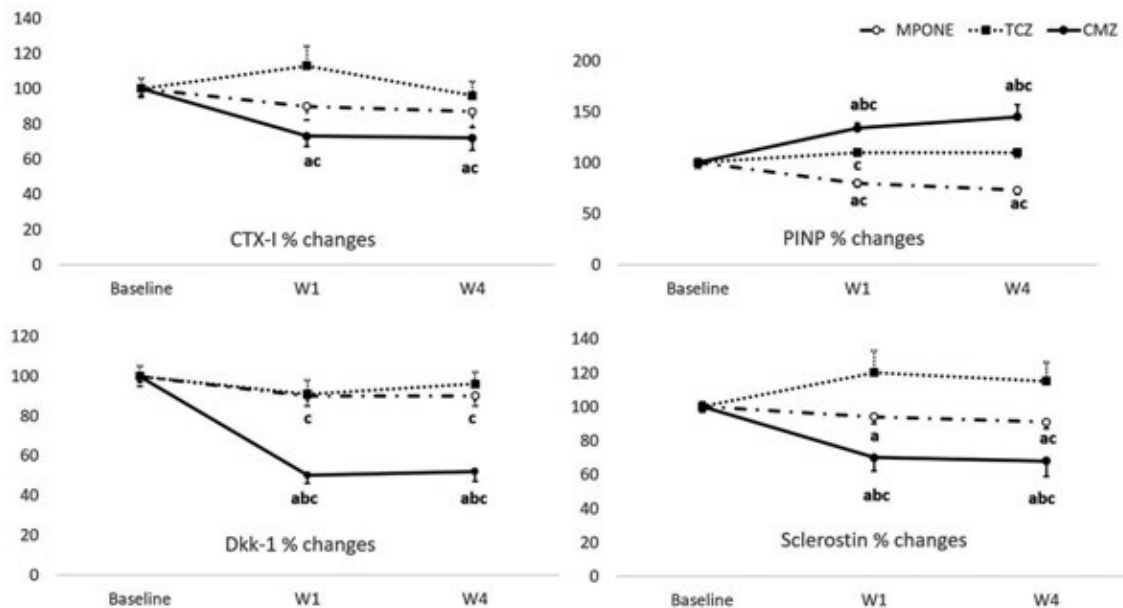 140
120
100
80
60
40
20
0
ac
ac
CTX-I % changes
Baseline
W1
W4
MPONE
TCZ
CMZ
200
150
100
50
0
abc
abc
c
ac
ac
PINP % changes
Baseline
W1
W4
120
100
80
60
40
20
0
c
c
abc
abc
Dkk-1 % changes
Baseline
W1
W4
140
120
100
80
60
40
20
0
a
ac
abc
abc
Sclerostin % changes
Baseline
W1
W4